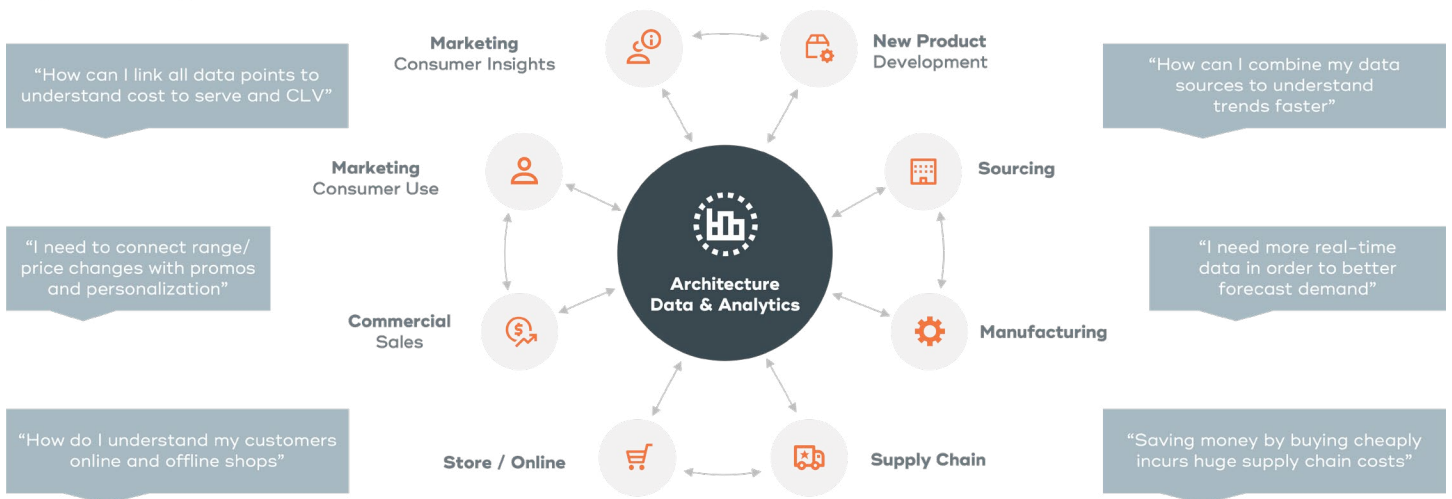 Marketing
Consumer Insights
New Product
Development
“How can I link all data points to
understand cost to serve and CLV”
“How can I combine my data
sources to understand
trends faster”
Marketing
Consumer Use
Sourcing
“I need to connect range/
price changes with promos
and personalization”
Architecture
Data & Analytics
“I need more real-time
data in order to better
forecast demand”
Commercial
Sales
Manufacturing
“How do I understand my customers
online and offline shops”
Store / Online
Supply Chain
“Saving money by buying cheaply
incurs huge supply chain costs”